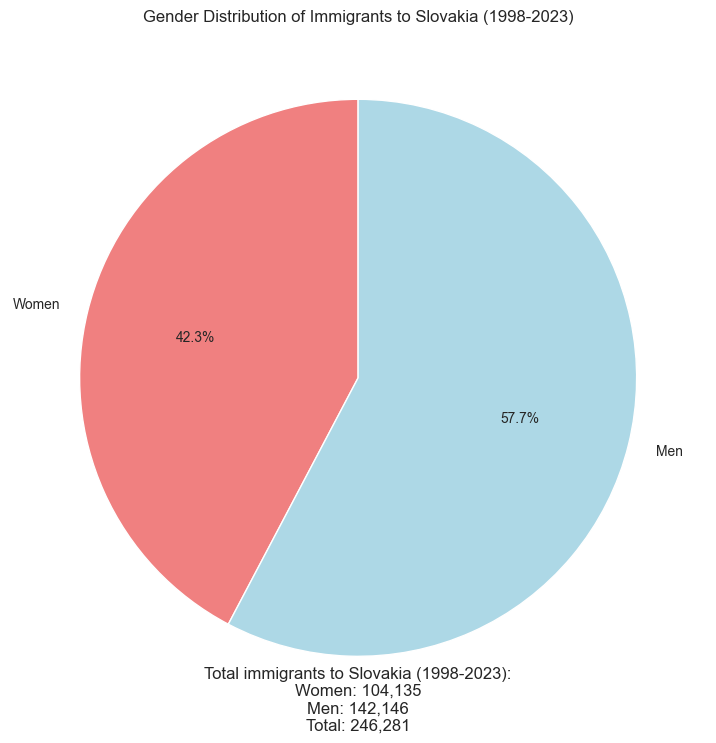 Gender Distribution of Immigrants to Slovakia (1998-2023)
Women
42.3%
57.7%
Men
Total immigrants to Slovakia (1998-2023):
Women: 104,135
Men: 142,146
Total: 246,281